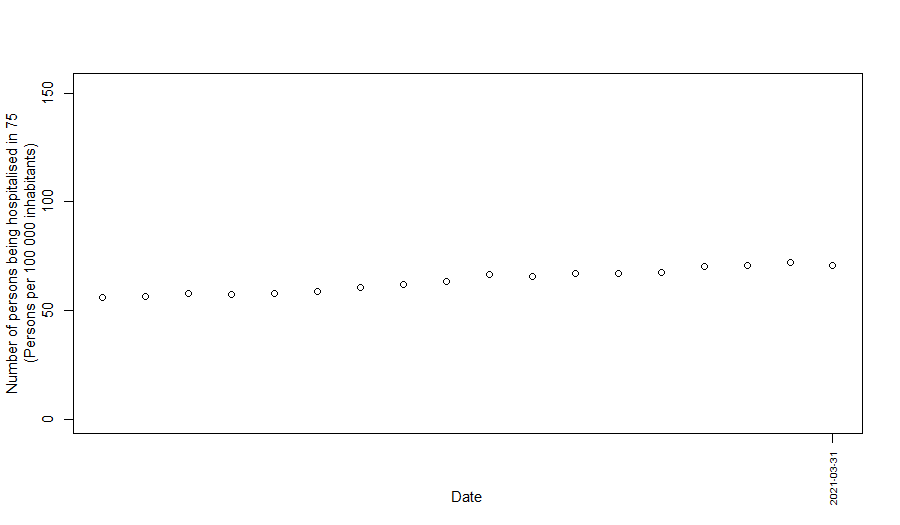 Number of persons being hospitalised in 75
(Persons per 100 000 inhabitants)
150
100
50
0
2021-03-31
Date